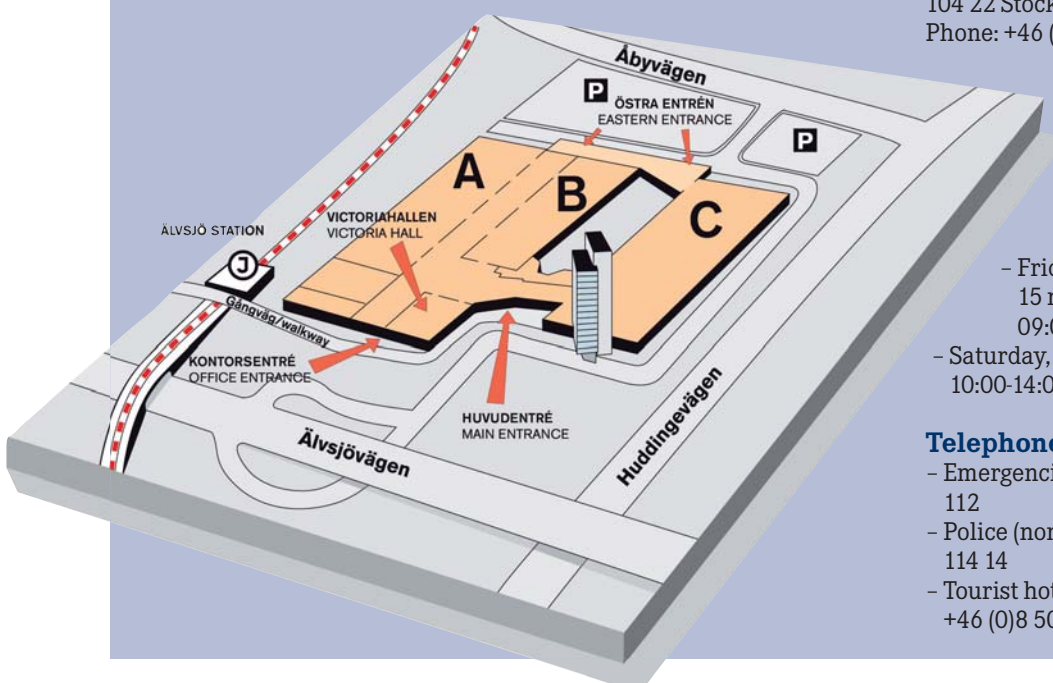 104 22 Stock
Phone: +46 (
Åbyvägen
P
ÖSTRA ENTRÉN
EASTERN ENTRANCE
P
A
B
C
VICTORIAHALLEN
VICTORIA HALL
ÄLVSJÖ STATION
J
Gångväg/walkway
KONTORSENTRÉ
OFFICE ENTRANCE
HUVUDENTRÉ
MAIN ENTRANCE
Älvsjövägen
Huddingevägen
– Frid
15 n
09:0
– Saturday,
10:00-14:0
Telephone
– Emergenci
112
– Police (nor
114 14
– Tourist hot
+46 (0)8 50